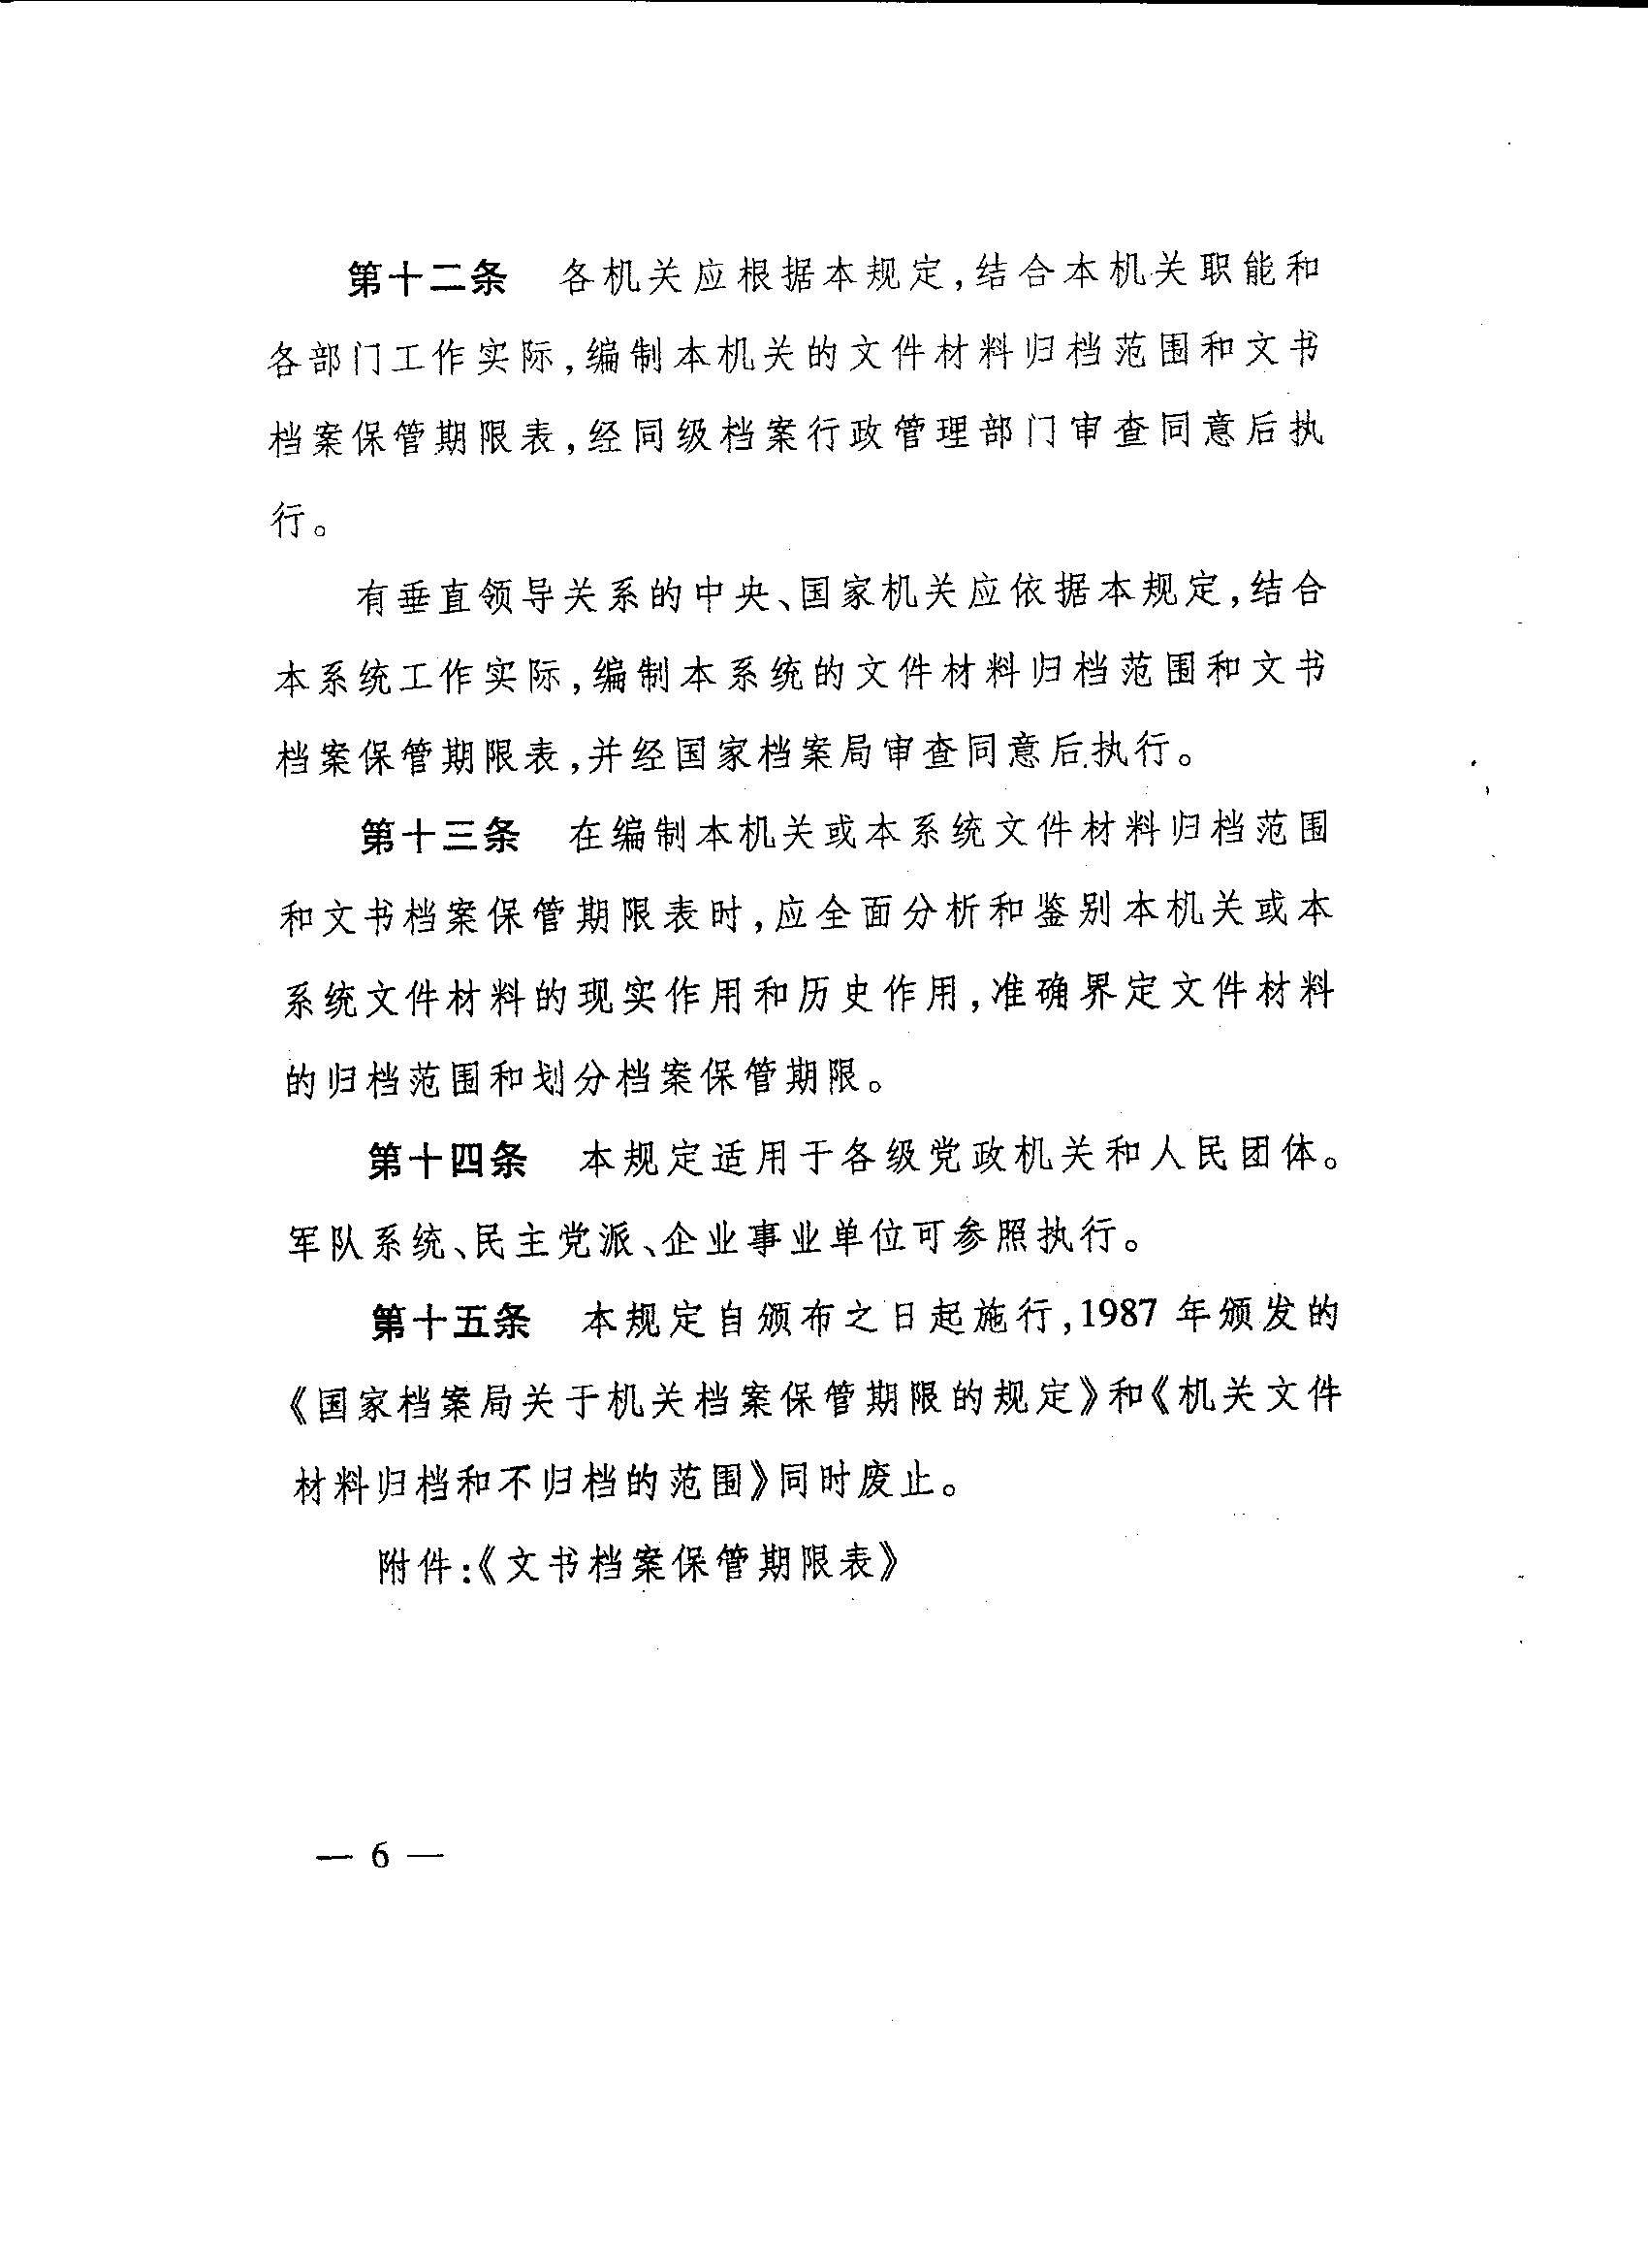 第十二条　各机关应根据本规定,结合本机关职能和
各部门工作实际,编制本机关的文件材料归档范围和文书
档案保管期限表,经同级档案行政管理部门审查同意后执
行。
有垂直领导关系的中央、国家机关应依据本规定,结合
本系统工作实际,编制本系统的文件材料归档范围和文书
档案保管期限表,并经国家档案局审查同意后执行。
第十三条　在编制本机关或本系统文件材料归档范围
和文书档案保管期限表时,应全面分析和鉴别本机关或本
系统文件材料的现实作用和历史作用,准确界定文件材料
的归档范围和划分档案保管期限。
第十四条　本规定适用于各级党政机关和人民团体。
军队系统、民主党派、企业事业单位可参照执行。
第十五条　本规定自颁布之日起施行,1987 年颁发的
《国家档案局关于机关档案保管期限的规定》和《机关文件
材料归档和不归档的范围》同时废止。
附件:《文书档案保管期限表》
— 6 —